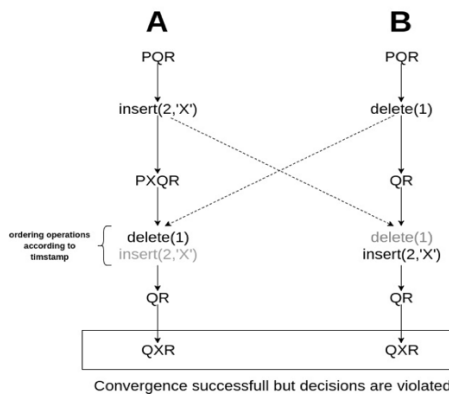 A B
PQR PQR
insert(2,'X') delete(1)
PXQR QR
ordering operations
according to
timstamp
delete(1) delete(1)
insert(2,'X') insert(2,'X')
QR QR
QXR QXR
Convergence successfull but decisions are violated